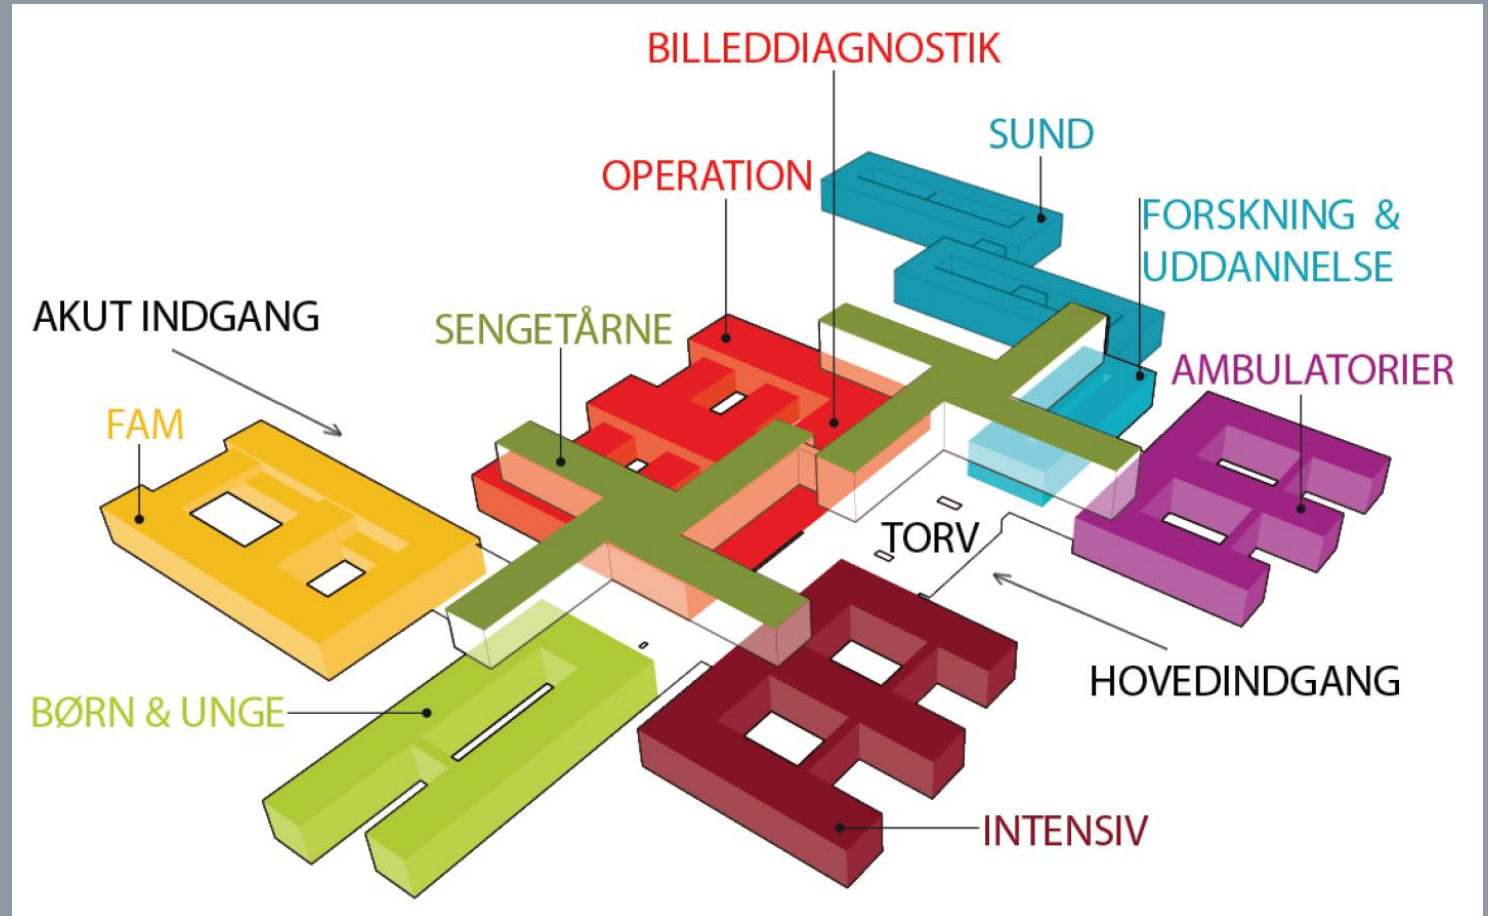 BILLEDDIAGNOSTIK
SUND
OPERATION
FORSKNING &
UDDANNELSE
AKUT INDGANG
SENGETÅRNE
AMBULATORIER
FAM
TORV
HOVEDINDGANG
BØRN & UNGE
INTENSIV